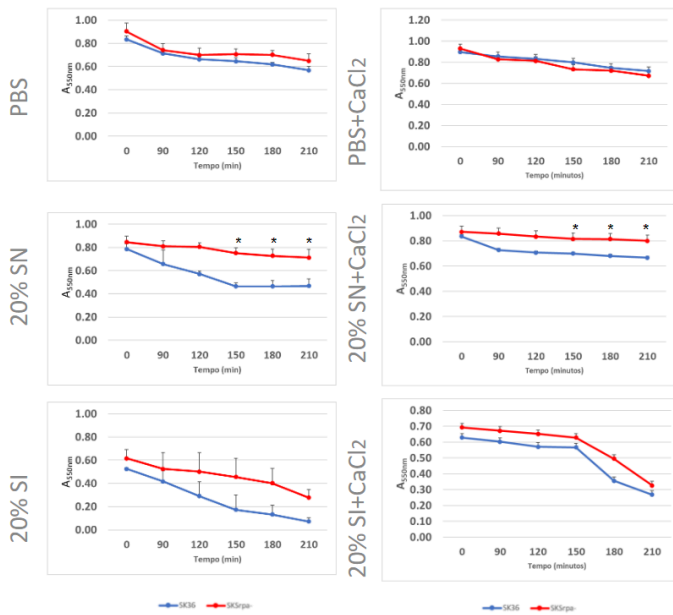 PBS
A550nm
1.00
0.80
0.60
0.40
0.20
0.00
0 90 120 150 180 210
Tempo (min)
PBS+CaCl2
A550nm
1.20
1.00
0.80
0.60
0.40
0.20
0.00
0 90 120 150 180 210
Tempo (minutos)
20% SN
A550nm
1.00
0.80
0.60
0.40
0.20
0.00
* * *
0 90 120 150 180 210
Tempo (min)
20% SN+CaCl2
A550nm
1.00
0.80
0.60
0.40
0.20
0.00
* * *
0 90 120 150 180 210
Tempo (minutos)
20% SI
A550nm
1.00
0.80
0.60
0.40
0.20
0.00
0 90 120 150 180 210
Tempo (min)
20% SI+CaCl2
A550nm
0.80
0.70
0.60
0.50
0.40
0.30
0.20
0.10
0.00
0 90 120 150 180 210
Tempo (minutos)
SK36 SKSrpa-
SK36 SKSrpa-